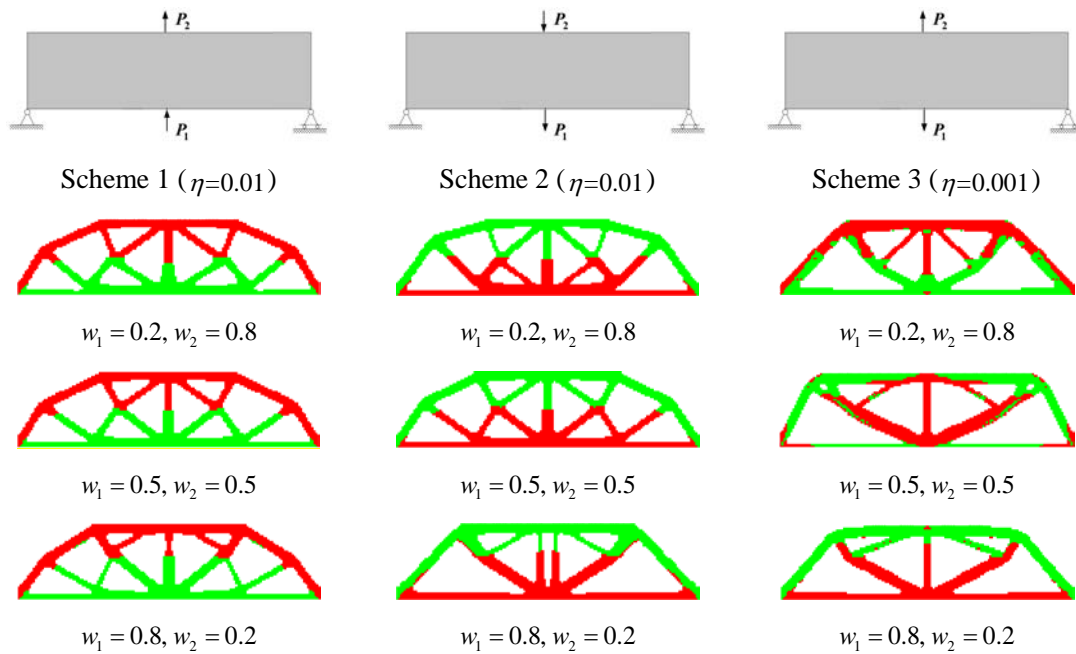 P₂ P₂ P₂
P₁ P₁ P₁
Scheme 1 (η=0.01) Scheme 2 (η=0.01) Scheme 3 (η=0.001)
w₁ = 0.2, w₂ = 0.8 w₁ = 0.2, w₂ = 0.8 w₁ = 0.2, w₂ = 0.8
w₁ = 0.5, w₂ = 0.5 w₁ = 0.5, w₂ = 0.5 w₁ = 0.5, w₂ = 0.5
w₁ = 0.8, w₂ = 0.2 w₁ = 0.8, w₂ = 0.2 w₁ = 0.8, w₂ = 0.2